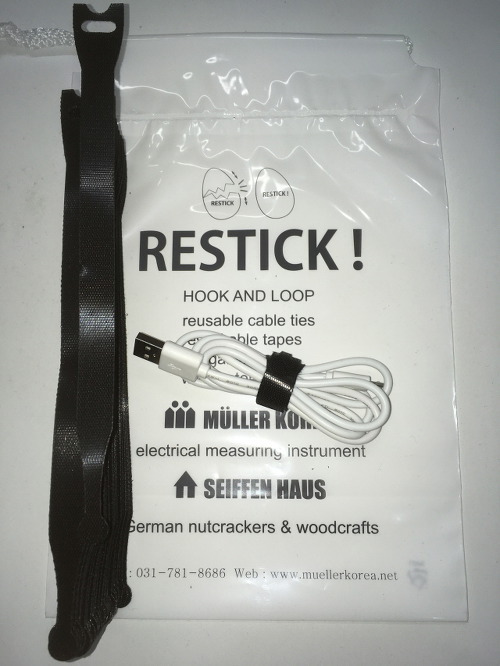 RESTICK
RESTICK!
RESTICK!
HOOK AND LOOP
reusable cable ties
tapes
MÜLLER
electrical measuring instrument
SEIFFEN HAUS
German nutcrackers & woodcrafts
: 031-781-8686 Web : www.muellerkorea.net